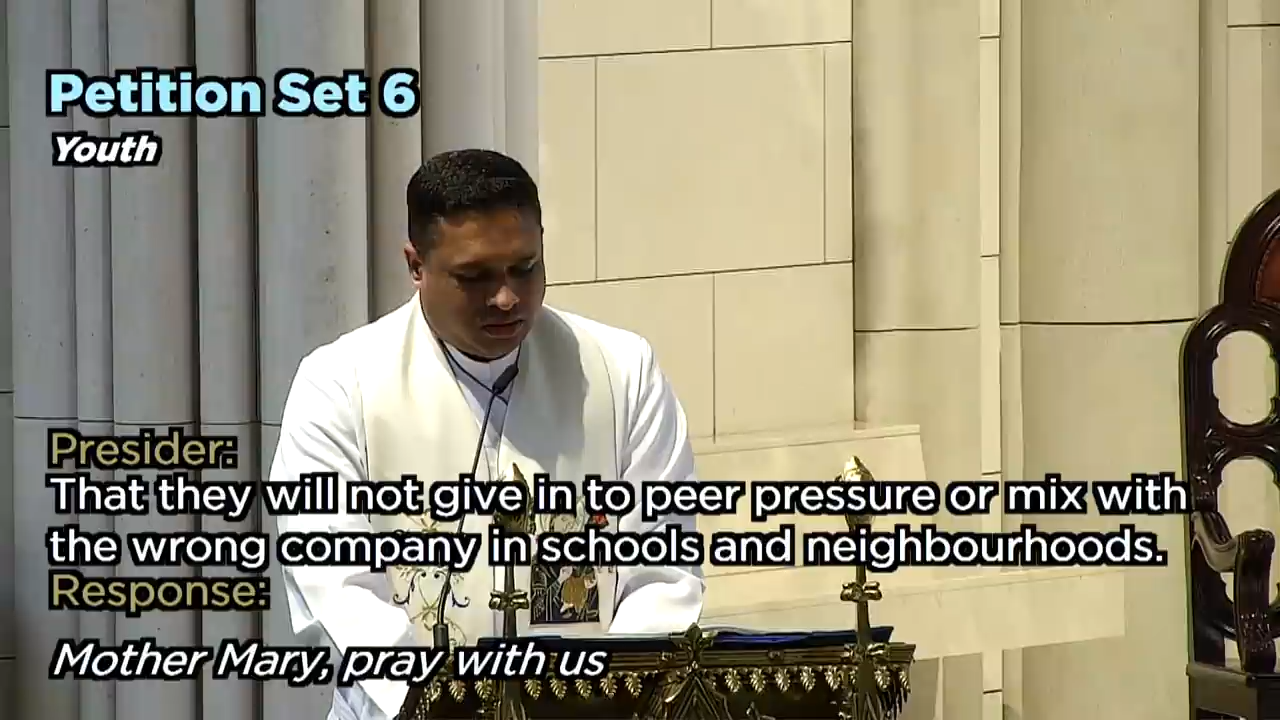 Petition Set 6
Youth
Presider:
That they will not give in to peer pressure or mix with
the wrong company in schools and neighbourhoods.
Response:
Mother Mary, pray with us